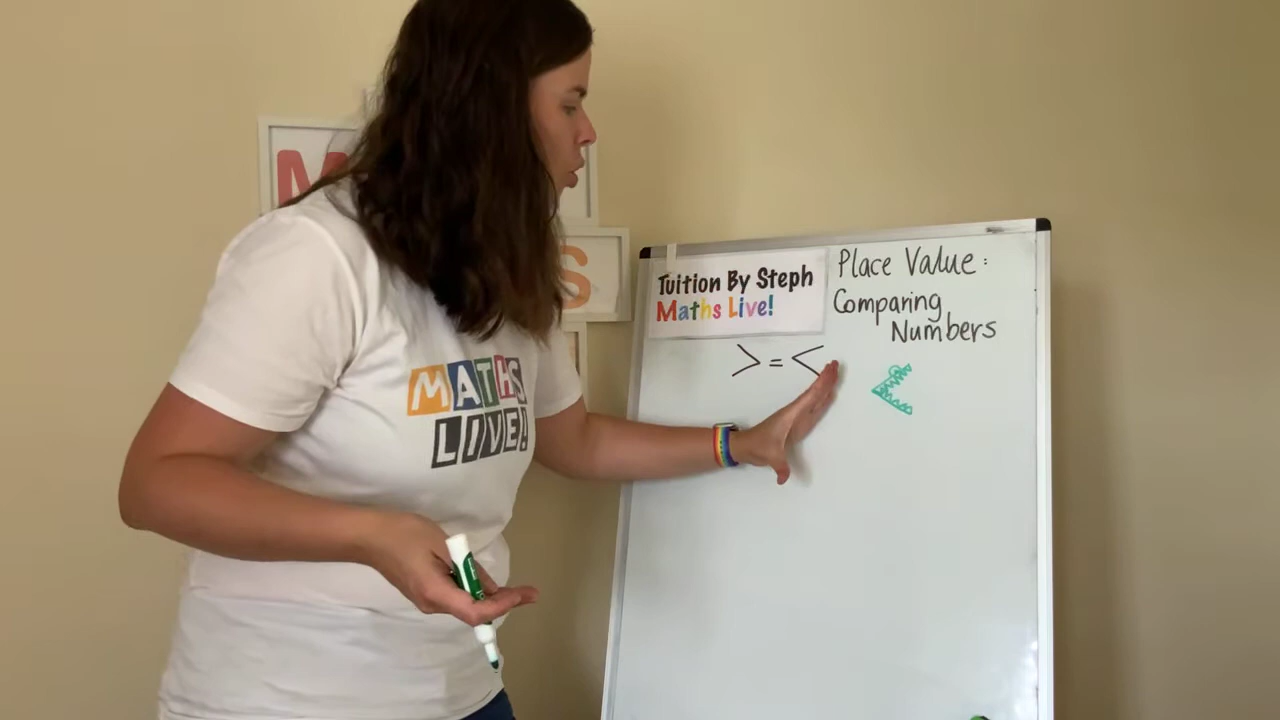 M
S
MATHS
LIVE!
Tuition By Steph
Maths Live!
Place Value:
Comparing
Numbers
> = <